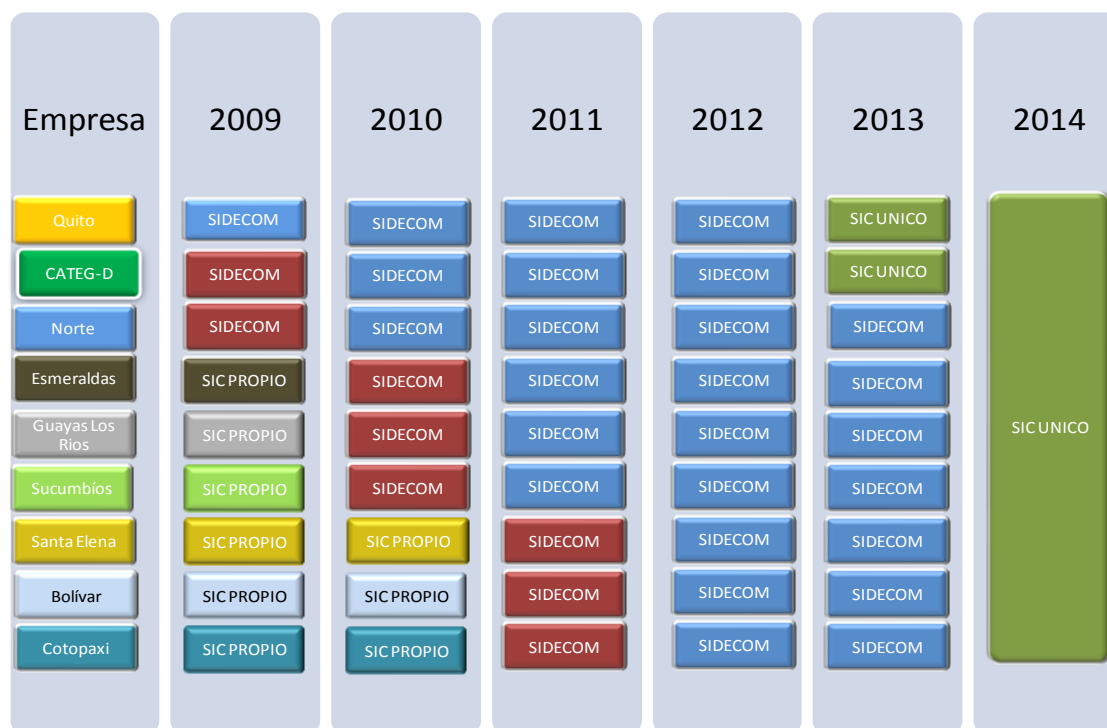 Empresa 2009 2010 2011 2012 2013 2014
Quito SIDECOM SIDECOM SIDECOM SIDECOM SIC UNICO
CATEG-D SIDECOM SIDECOM SIDECOM SIDECOM SIC UNICO
Norte SIDECOM SIDECOM SIDECOM SIDECOM SIDECOM
Esmeraldas SIC PROPIO SIDECOM SIDECOM SIDECOM SIDECOM
Guayas Los
Rios SIC PROPIO SIDECOM SIDECOM SIDECOM SIDECOM SIC UNICO
Sucumbíos SIC PROPIO SIDECOM SIDECOM SIDECOM SIDECOM
Santa Elena SIC PROPIO SIC PROPIO SIDECOM SIDECOM SIDECOM
Bolívar SIC PROPIO SIC PROPIO SIDECOM SIDECOM SIDECOM
Cotopaxi SIC PROPIO SIC PROPIO SIDECOM SIDECOM SIDECOM